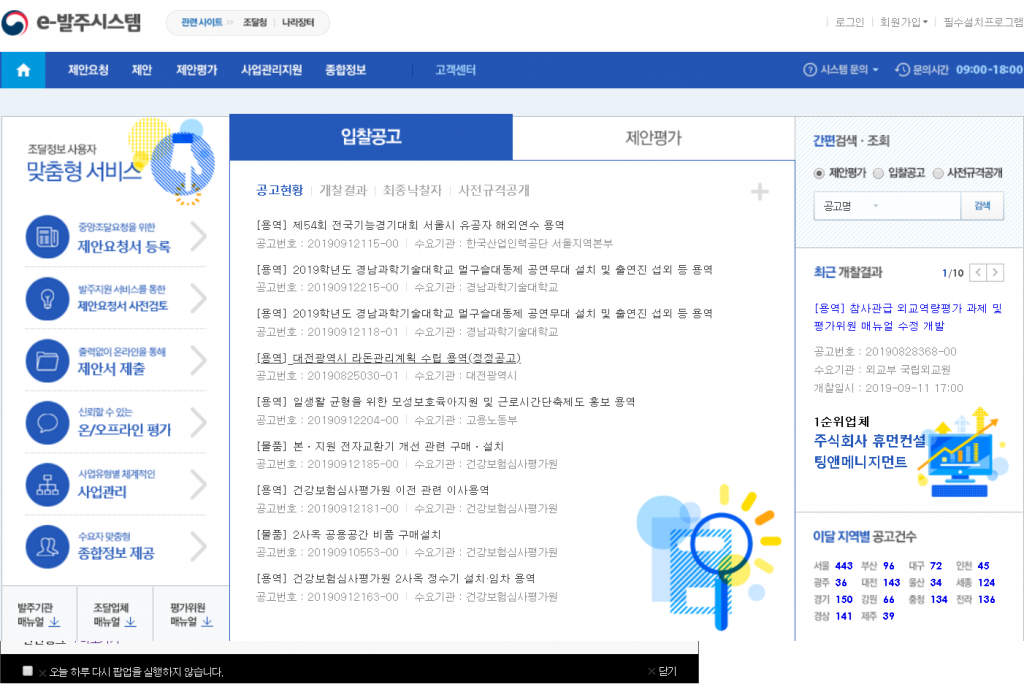 e-발주시스템
관련 사이트 조달청 나라장터
로그인 회원가입 필수설치프로그램
제안요청 제안 제안평가 사업관리지원 종합정보 고객센터
시스템 문의 문의시간 09:00-18:00
조달정보 사용자
맞춤형 서비스
중앙조달요청을 위한
제안요청서 등록
발주지원 서비스를 통한
제안요청서 사전검토
출력없이 온라인을 통해
제안서 제출
신뢰할 수 있는
온/오프라인 평가
사업유형별 체계적인
사업관리
수요자 맞춤형
종합정보 제공
발주기관
매뉴얼
조달업체
매뉴얼
평가위원
매뉴얼
입찰공고 제안평가
공고현황 개찰결과 최종낙찰자 사전규격공개
[용역] 제54회 전국기능경기대회 서울시 유공자 해외연수 용역
공고번호 : 20190912115-00 수요기관 : 한국산업인력공단 서울지역본부
[용역] 2019학년도 경남과학기술대학교 멀구슬대동제 공연무대 설치 및 출연진 섭외 등 용역
공고번호 : 20190912215-00 수요기관 : 경남과학기술대학교
[용역] 2019학년도 경남과학기술대학교 멀구슬대동제 공연무대 설치 및 출연진 섭외 등 용역
공고번호 : 20190912118-01 수요기관 : 경남과학기술대학교
[용역] 대전광역시 라돈관리계획 수립 용역(정정공고)
공고번호 : 20190825030-01 수요기관 : 대전광역시
[용역] 일생활 균형을 위한 모성보호육아지원 및 근로시간단축제도 홍보 용역
공고번호 : 20190912204-00 수요기관 : 고용노동부
[물품] 본·지원 전자교환기 개선 관련 구매·설치
공고번호 : 20190912185-00 수요기관 : 건강보험심사평가원
[용역] 건강보험심사평가원 이전 관련 이사용역
공고번호 : 20190912181-00 수요기관 : 건강보험심사평가원
[물품] 2사옥 공용공간 비품 구매설치
공고번호 : 20190910553-00 수요기관 : 건강보험심사평가원
[용역] 건강보험심사평가원 2사옥 정수기 설치·임차 용역
공고번호 : 20190912163-00 수요기관 : 건강보험심사평가원
간편검색·조회
제안평가 입찰공고 사전규격공개
공고명 검색
최근 개찰결과 1/10
[용역] 참사관급 외교역량평가 과제 및
평가위원 매뉴얼 수정 개발
공고번호 : 20190828368-00
수요기관 : 외교부 국립외교원
개찰일시 : 2019-09-11 17:00
1순위업체
주식회사 휴먼컨설
팅앤매니지먼트
이달 지역별 공고건수
서울 443 부산 96 대구 72 인천 45
광주 36 대전 143 울산 34 세종 124
경기 150 강원 66 충청 134 전라 136
경상 141 제주 39
오늘 하루 다시 팝업을 실행하지 않습니다.
닫기